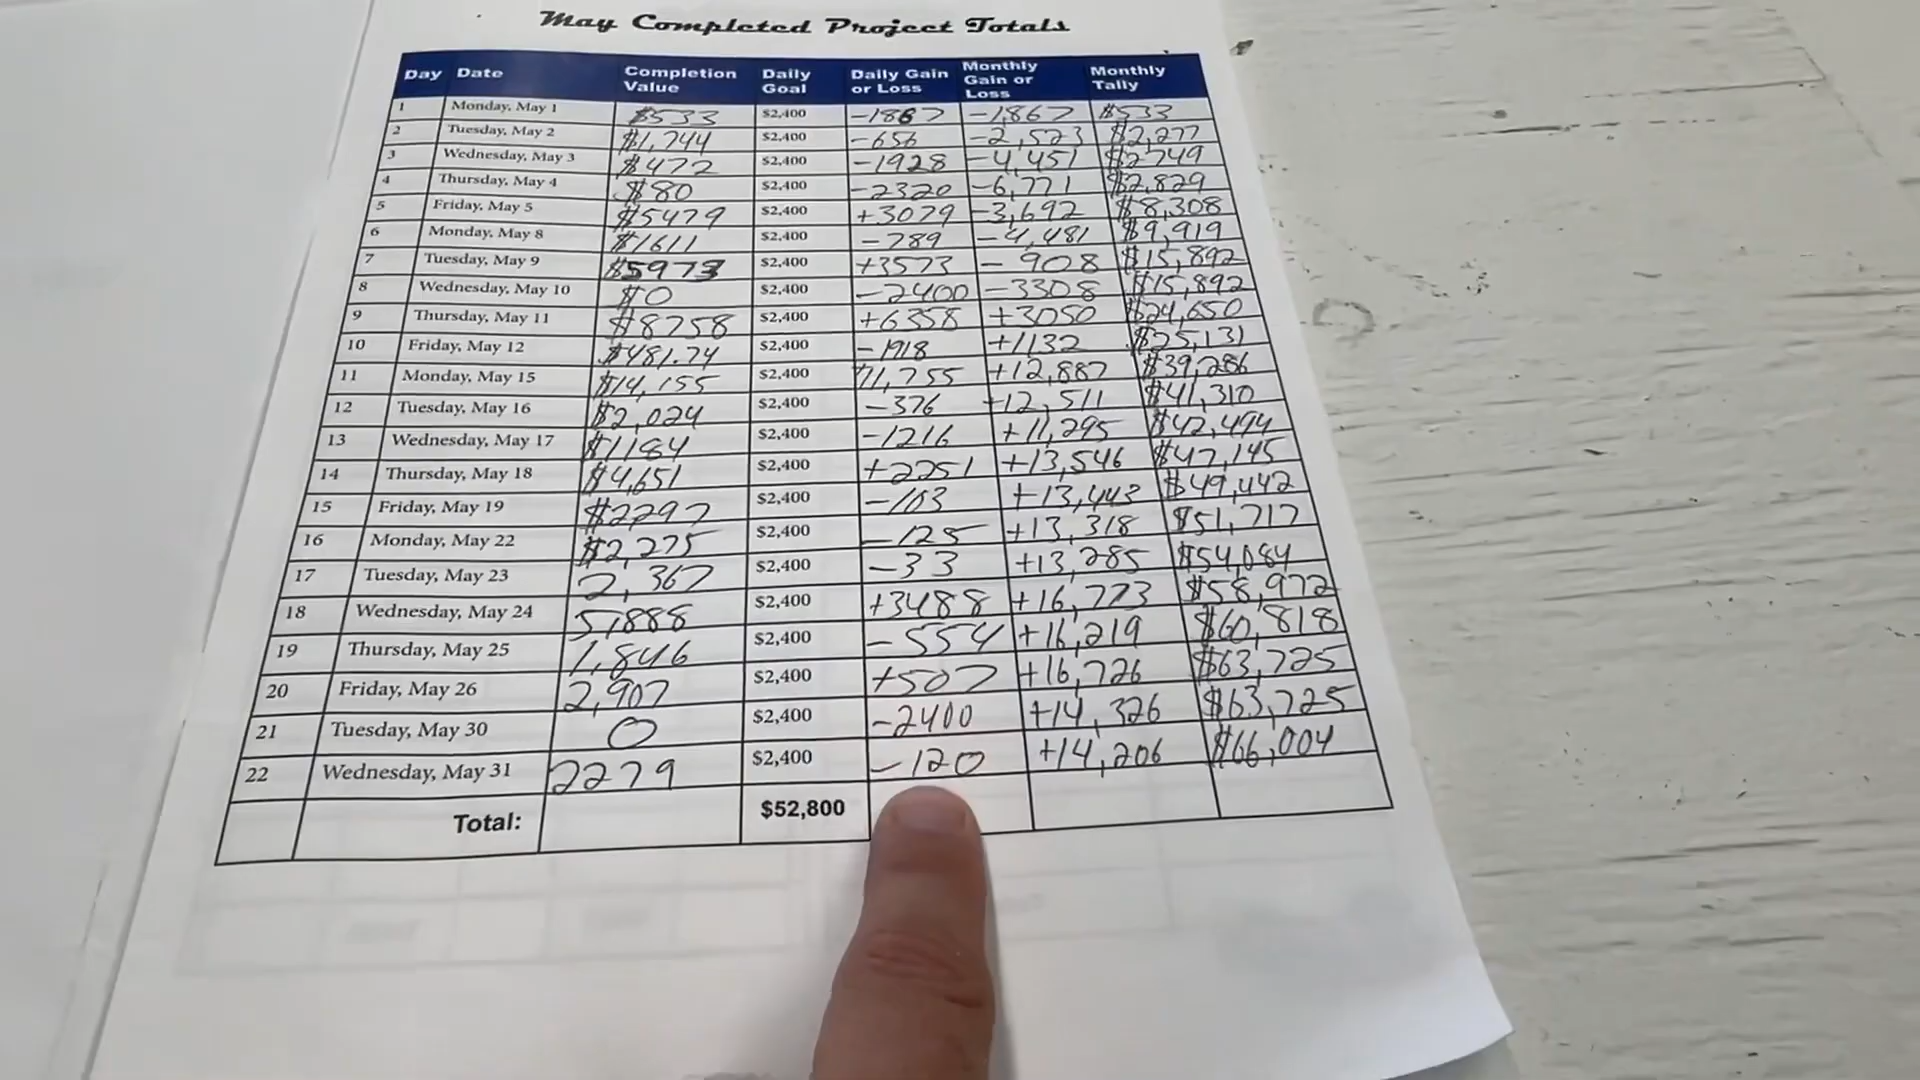 May Completed Project Totals
Day Date Completion Value Daily Goal Daily Gain or Loss Monthly Gain or Loss Monthly Tally
1 Monday, May 1 $533 $2,400 -1867 -1,867 $533
2 Tuesday, May 2 $1,744 $2,400 -656 -2,523 $2,277
3 Wednesday, May 3 $472 $2,400 -1928 -4,451 $2749
4 Thursday, May 4 $80 $2,400 -2320 -6,771 $2,829
5 Friday, May 5 $5479 $2,400 +3079 -3,692 $8,308
6 Monday, May 8 $1611 $2,400 -789 -4,481 $9,919
7 Tuesday, May 9 $5973 $2,400 +3573 -908 $15,892
8 Wednesday, May 10 $0 $2,400 -2400 -3308 $15,892
9 Thursday, May 11 $8758 $2,400 +6358 +3050 $24,650
10 Friday, May 12 $481.74 $2,400 -1918 +1132 $25,131
11 Monday, May 15 $14,155 $2,400 11,755 +12,887 $39,286
12 Tuesday, May 16 $2,024 $2,400 -376 +12,511 $41,310
13 Wednesday, May 17 $1184 $2,400 -1216 +11,295 $42,494
14 Thursday, May 18 $4,651 $2,400 +2251 +13,546 $47,145
15 Friday, May 19 $2297 $2,400 -103 +13,443 $49,442
16 Monday, May 22 $2,275 $2,400 -125 +13,318 $51,717
17 Tuesday, May 23 2,367 $2,400 -33 +13,285 $54,084
18 Wednesday, May 24 5,888 $2,400 +3488 +16,773 $58,972
19 Thursday, May 25 1,846 $2,400 -554 +16,219 $60,818
20 Friday, May 26 2,907 $2,400 +507 +16,726 $63,725
21 Tuesday, May 30 0 $2,400 -2400 +14,326 $63,725
22 Wednesday, May 31 2279 $2,400 -120 +14,206 $66,004
Total: $52,800